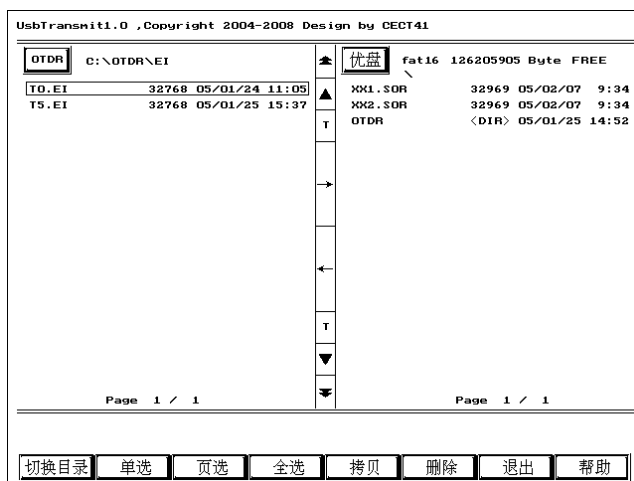 UsbTransmit1.0 ,Copyright 2004-2008 Design by CECT41
OTDR C:\OTDR\EI
T0.EI 32768 05/01/24 11:05
T5.EI 32768 05/01/25 15:37
Page 1 / 1
T
T
优盘 fat16 126205905 Byte FREE
\
XX1.SOR 32969 05/02/07 9:34
XX2.SOR 32969 05/02/07 9:34
OTDR <DIR> 05/01/25 14:52
Page 1 / 1
切换目录 单选 页选 全选 拷贝 删除 退出 帮助